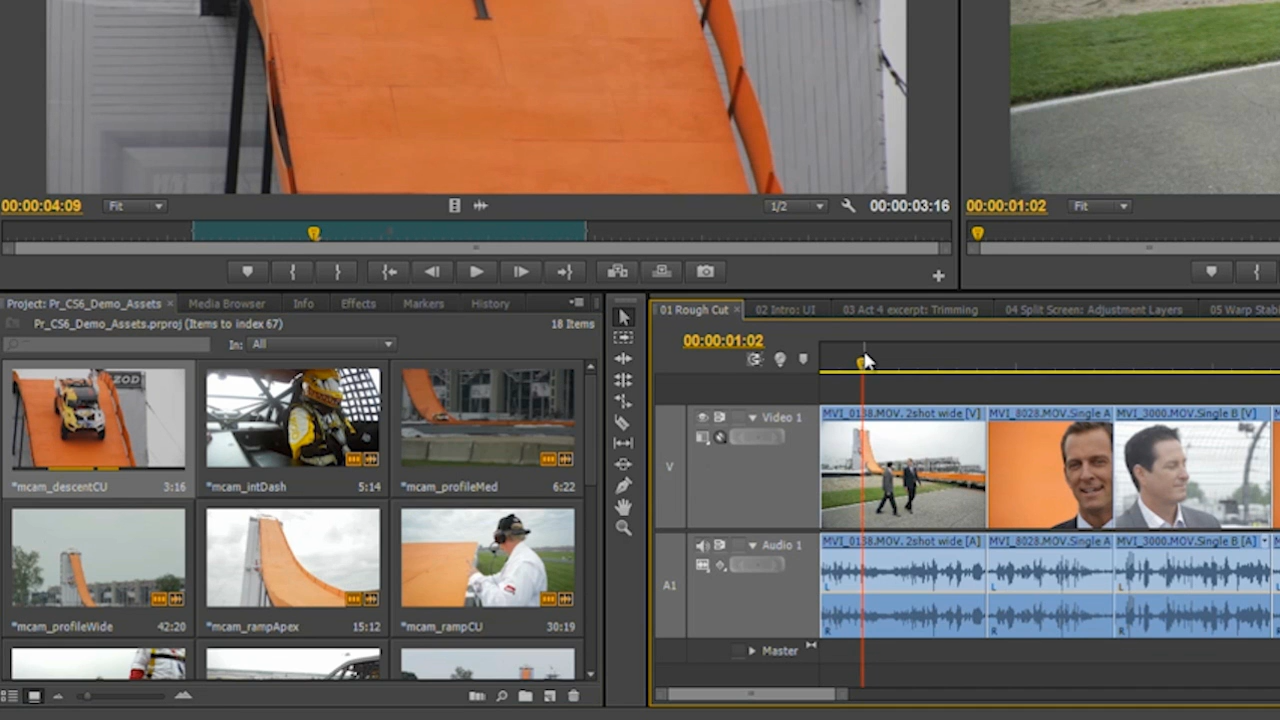 00:00:04:09 Fit 1/2 00:00:03:16
00:00:01:02 Fit
Project: Pr_CS6_Demo_Assets × Media Browser Info Effects Markers History
Pr_CS6_Demo_Assets.prproj (Items to index 67) 18 Items
In: All
IZOD
*mcam_descentCU 3:16
*mcam_intDash 5:14
*mcam_profileMed 6:22
*mcam_profileWide 42:20
*mcam_rampApex 15:12
*mcam_rampCU 30:19
01 Rough Cut × 02 Intro: UI 03 Act 4 excerpt: Trimming 04 Split Screen: Adjustment Layers 05 Warp Stab
00:00:01:02
V
Video 1
MVI_0138.MOV. 2shot wide [V] MVI_8028.MOV.Single A MVI_3000.MOV.Single B [V]
A1
Audio 1
MVI_0138.MOV. 2shot wide [A] MVI_8028.MOV.Single A MVI_3000.MOV.Single B [A]
L L L
R R R
Master